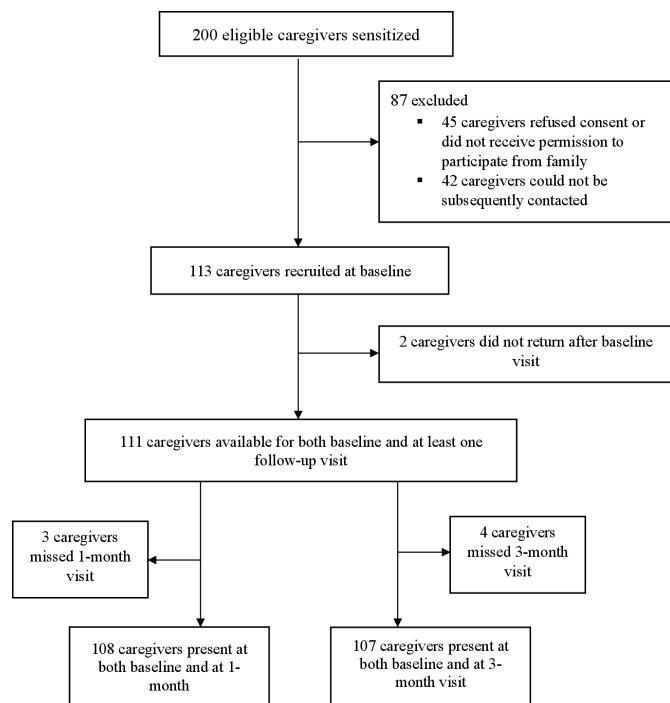 200 eligible caregivers sensitized
87 excluded
▪ 45 caregivers refused consent or
did not receive permission to
participate from family
▪ 42 caregivers could not be
subsequently contacted
113 caregivers recruited at baseline
2 caregivers did not return after baseline
visit
111 caregivers available for both baseline and at least one
follow-up visit
3 caregivers
missed 1-month
visit
4 caregivers
missed 3-month
visit
108 caregivers present at
both baseline and at 1-
month
107 caregivers present at
both baseline and at 3-
month visit